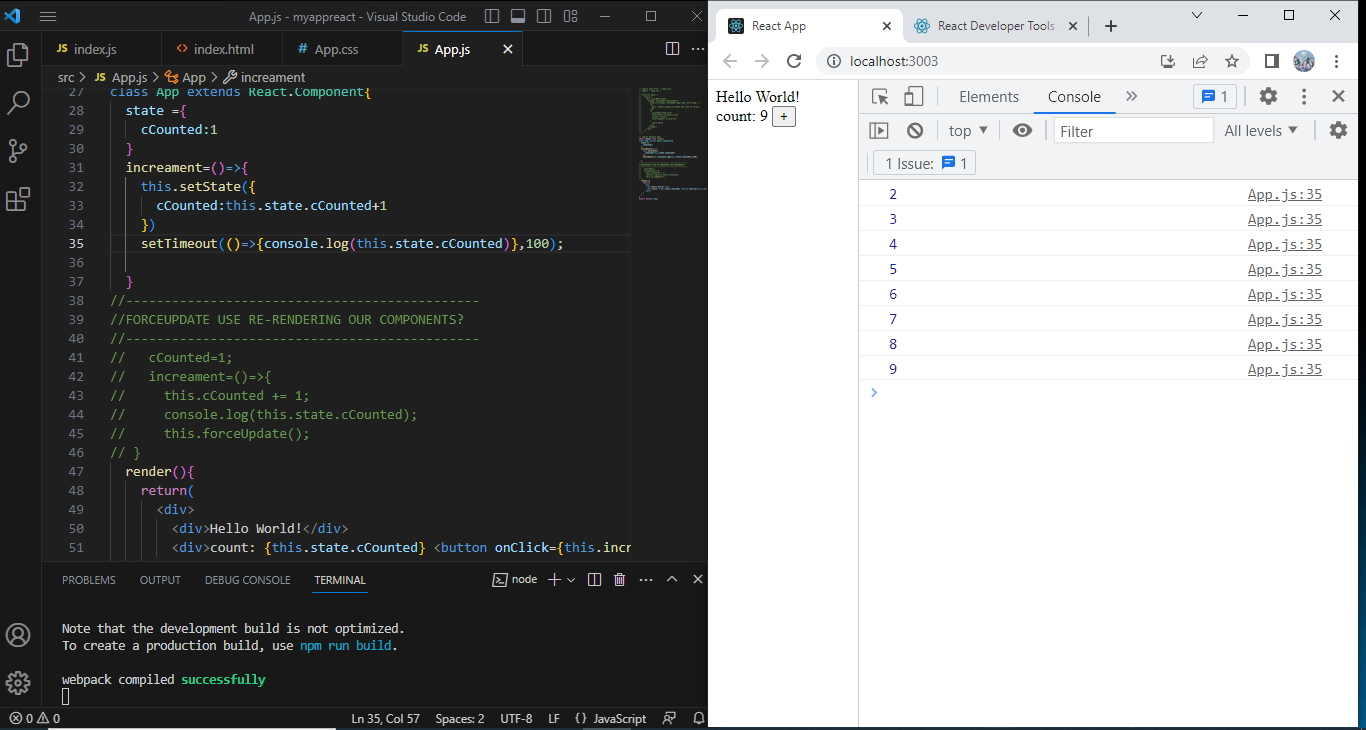 App.js - myappreact - Visual Studio Code
JS index.js
<> index.html
# App.css
JS App.js
src > JS App.js > App > increament
27 class App extends React.Component{
28 state ={
29 cCounted:1
30 }
31 increament=()=>{
32 this.setState({
33 cCounted:this.state.cCounted+1
34 })
35 setTimeout(()=>{console.log(this.state.cCounted)},100);
36
37 }
38 //-----------------------------------------------
39 //FORCEUPDATE USE RE-RENDERING OUR COMPONENTS?
40 //-----------------------------------------------
41 // cCounted=1;
42 // increament=()=>{
43 // this.cCounted += 1;
44 // console.log(this.state.cCounted);
45 // this.forceUpdate();
46 // }
47 render(){
48 return(
49 <div>
50 <div>Hello World!</div>
51 <div>count: {this.state.cCounted} <button onClick={this.incr
PROBLEMS OUTPUT DEBUG CONSOLE TERMINAL
node
Note that the development build is not optimized.
To create a production build, use npm run build.
webpack compiled successfully
0 0
Ln 35, Col 57 Spaces: 2 UTF-8 LF {} JavaScript
React App
React Developer Tools
localhost:3003
Hello World!
count: 9 +
Elements Console »
1
top
Filter
All levels
1 Issue: 1
2 App.js:35
3 App.js:35
4 App.js:35
5 App.js:35
6 App.js:35
7 App.js:35
8 App.js:35
9 App.js:35
>